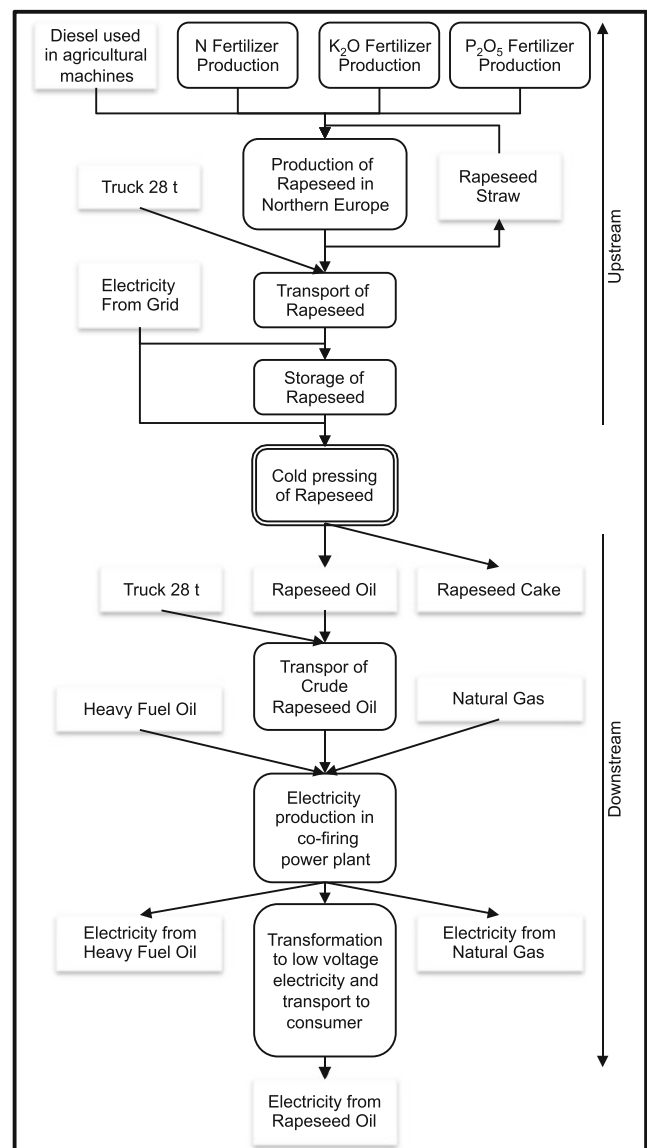 Diesel used
in agricultural
machines
N Fertilizer
Production
K₂O Fertilizer
Production
P₂O₅ Fertilizer
Production
Production of
Rapeseed in
Northern Europe
Rapeseed
Straw
Truck 28 t
Upstream
Electricity
From Grid
Transport of
Rapeseed
Storage of
Rapeseed
Cold pressing
of Rapeseed
Truck 28 t
Rapeseed Oil
Rapeseed Cake
Transpor of
Crude
Rapeseed Oil
Heavy Fuel Oil
Natural Gas
Downstream
Electricity
production in
co-firing
power plant
Electricity from
Heavy Fuel Oil
Transformation
to low voltage
electricity and
transport to
consumer
Electricity from
Natural Gas
Electricity from
Rapeseed Oil